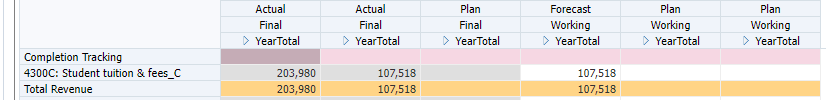 Actual Actual Plan Forecast Plan Plan
Final Final Final Working Working Working
YearTotal YearTotal YearTotal YearTotal YearTotal YearTotal
Completion Tracking
4300C: Student tuition & fees_C 203,980 107,518 107,518
Total Revenue 203,980 107,518 107,518